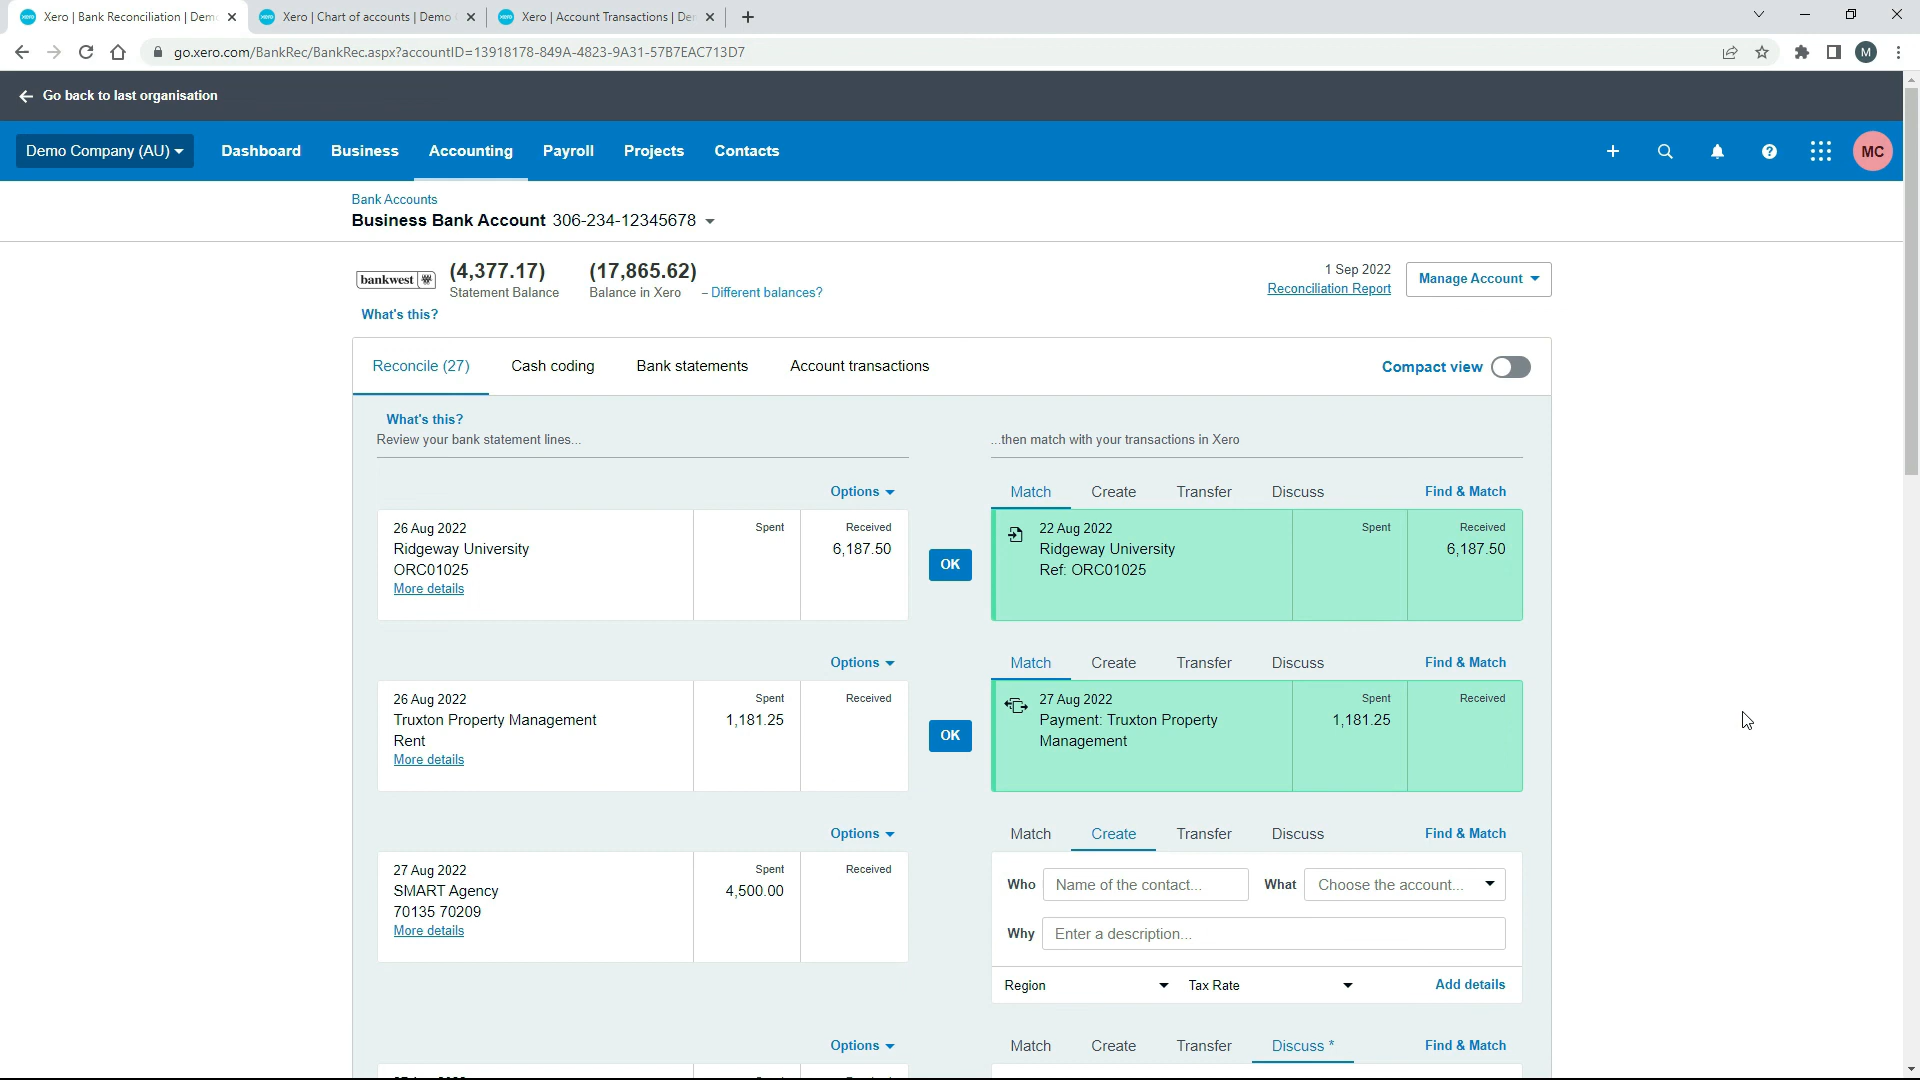 Xero | Bank Reconciliation | Dem
Xero | Chart of accounts | Demo
Xero | Account Transactions | De
go.xero.com/BankRec/BankRec.aspx?accountID=13918178-849A-4823-9A31-57B7EAC713D7
M
Go back to last organisation
Demo Company (AU)
Dashboard
Business
Accounting
Payroll
Projects
Contacts
MC
Bank Accounts
Business Bank Account 306-234-12345678
bankwest
(4,377.17)
Statement Balance
(17,865.62)
Balance in Xero
– Different balances?
What's this?
1 Sep 2022
Reconciliation Report
Manage Account
Reconcile (27)
Cash coding
Bank statements
Account transactions
Compact view
What's this?
Review your bank statement lines...
...then match with your transactions in Xero
Options
Match
Create
Transfer
Discuss
Find & Match
26 Aug 2022
Ridgeway University
ORC01025
More details
Spent
Received
6,187.50
OK
22 Aug 2022
Ridgeway University
Ref: ORC01025
Spent
Received
6,187.50
Options
Match
Create
Transfer
Discuss
Find & Match
26 Aug 2022
Truxton Property Management
Rent
More details
Spent
1,181.25
Received
OK
27 Aug 2022
Payment: Truxton Property
Management
Spent
1,181.25
Received
Options
Match
Create
Transfer
Discuss
Find & Match
27 Aug 2022
SMART Agency
70135 70209
More details
Spent
4,500.00
Received
Who
Name of the contact...
What
Choose the account...
Why
Enter a description...
Region
Tax Rate
Add details
Options
Match
Create
Transfer
Discuss *
Find & Match